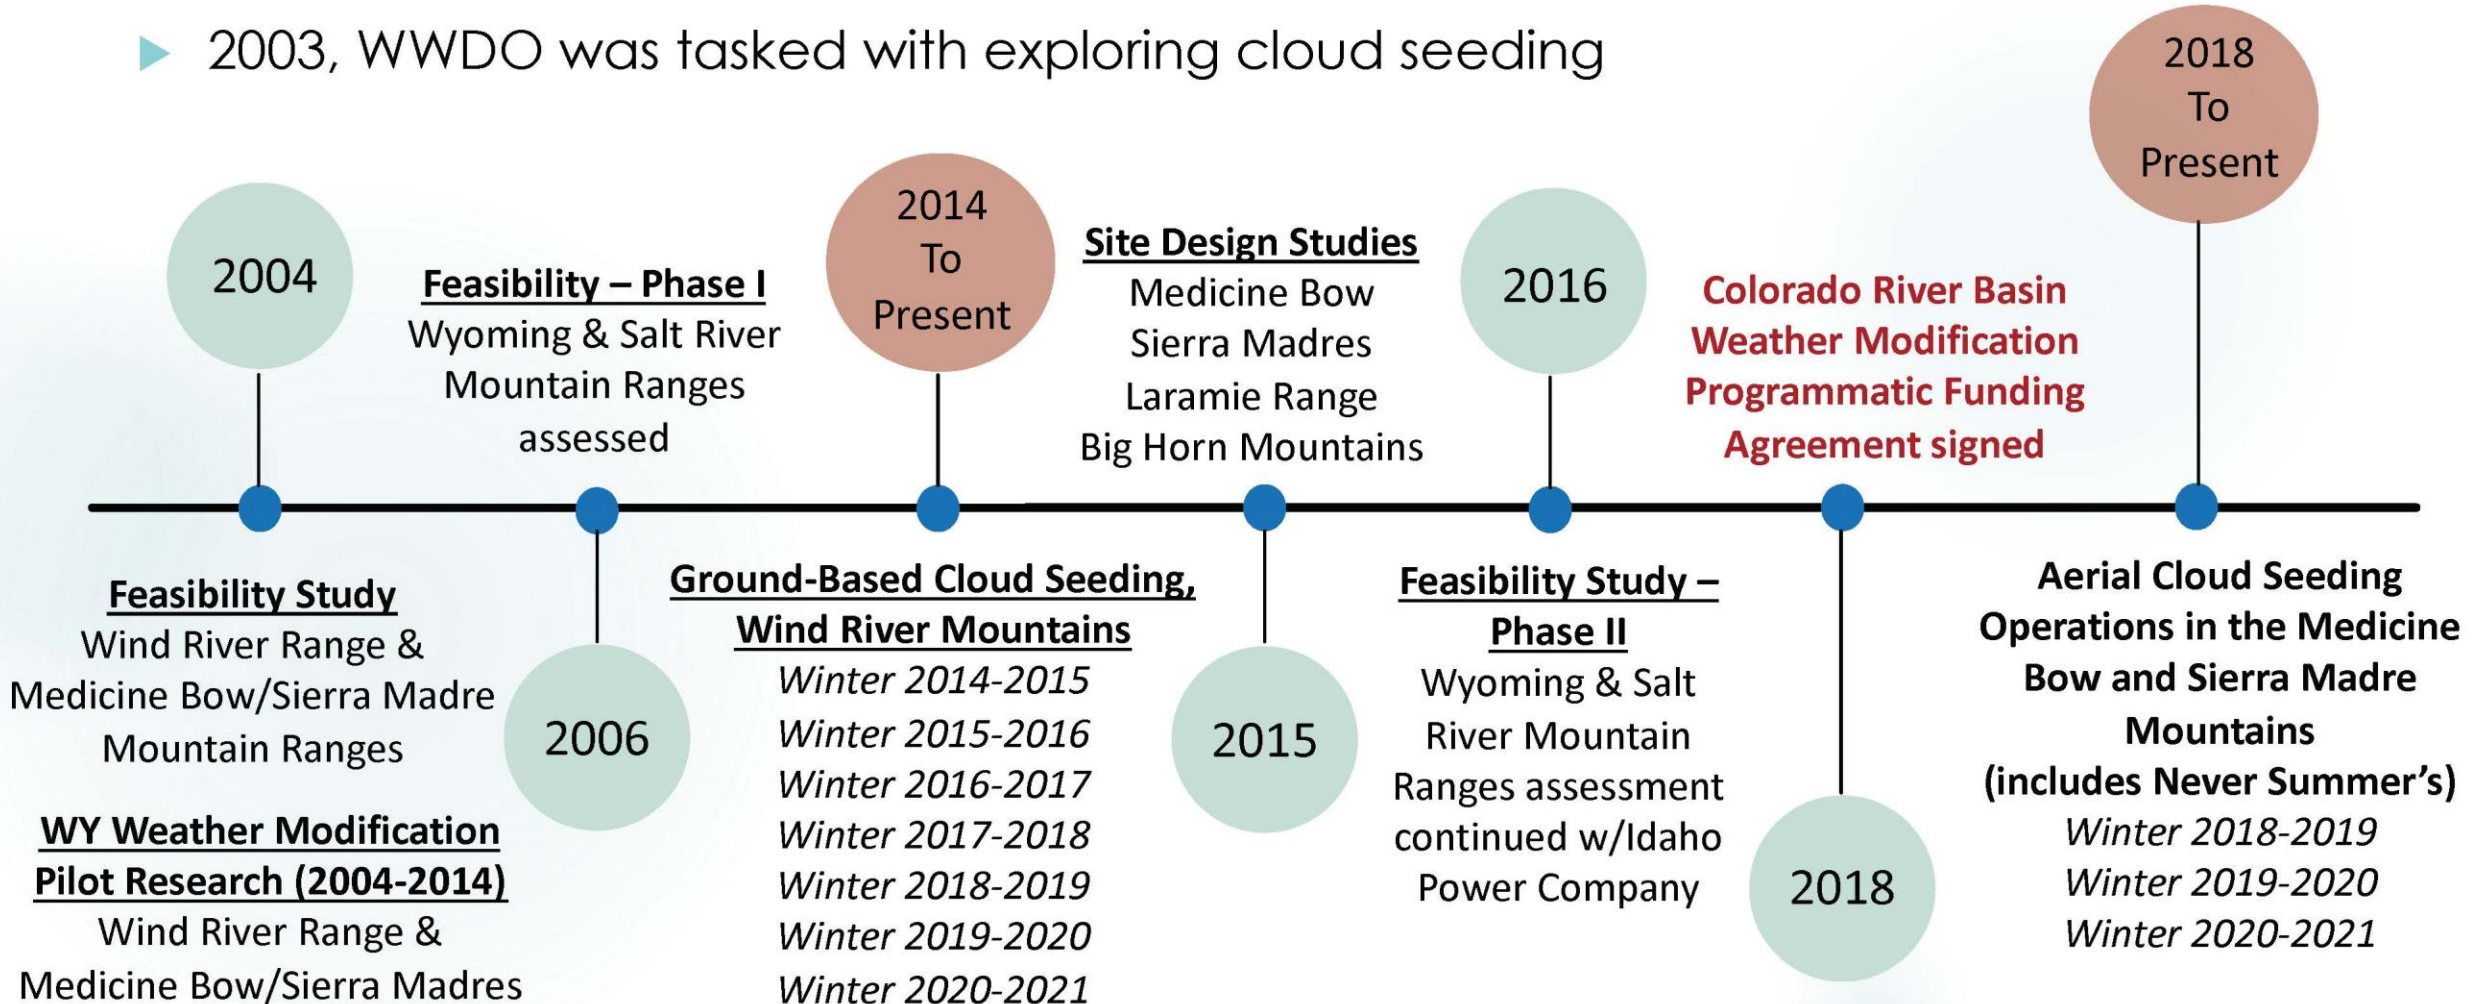 2003, WWDO was tasked with exploring cloud seeding
2004
Feasibility Study
Wind River Range &
Medicine Bow/Sierra Madre
Mountain Ranges
WY Weather Modification
Pilot Research (2004-2014)
Wind River Range &
Medicine Bow/Sierra Madres
Feasibility – Phase I
Wyoming & Salt River
Mountain Ranges
assessed
2006
2014
To
Present
Ground-Based Cloud Seeding,
Wind River Mountains
Winter 2014-2015
Winter 2015-2016
Winter 2016-2017
Winter 2017-2018
Winter 2018-2019
Winter 2019-2020
Winter 2020-2021
Site Design Studies
Medicine Bow
Sierra Madres
Laramie Range
Big Horn Mountains
2015
2016
Feasibility Study –
Phase II
Wyoming & Salt
River Mountain
Ranges assessment
continued w/Idaho
Power Company
Colorado River Basin
Weather Modification
Programmatic Funding
Agreement signed
2018
2018
To
Present
Aerial Cloud Seeding
Operations in the Medicine
Bow and Sierra Madre
Mountains
(includes Never Summer’s)
Winter 2018-2019
Winter 2019-2020
Winter 2020-2021